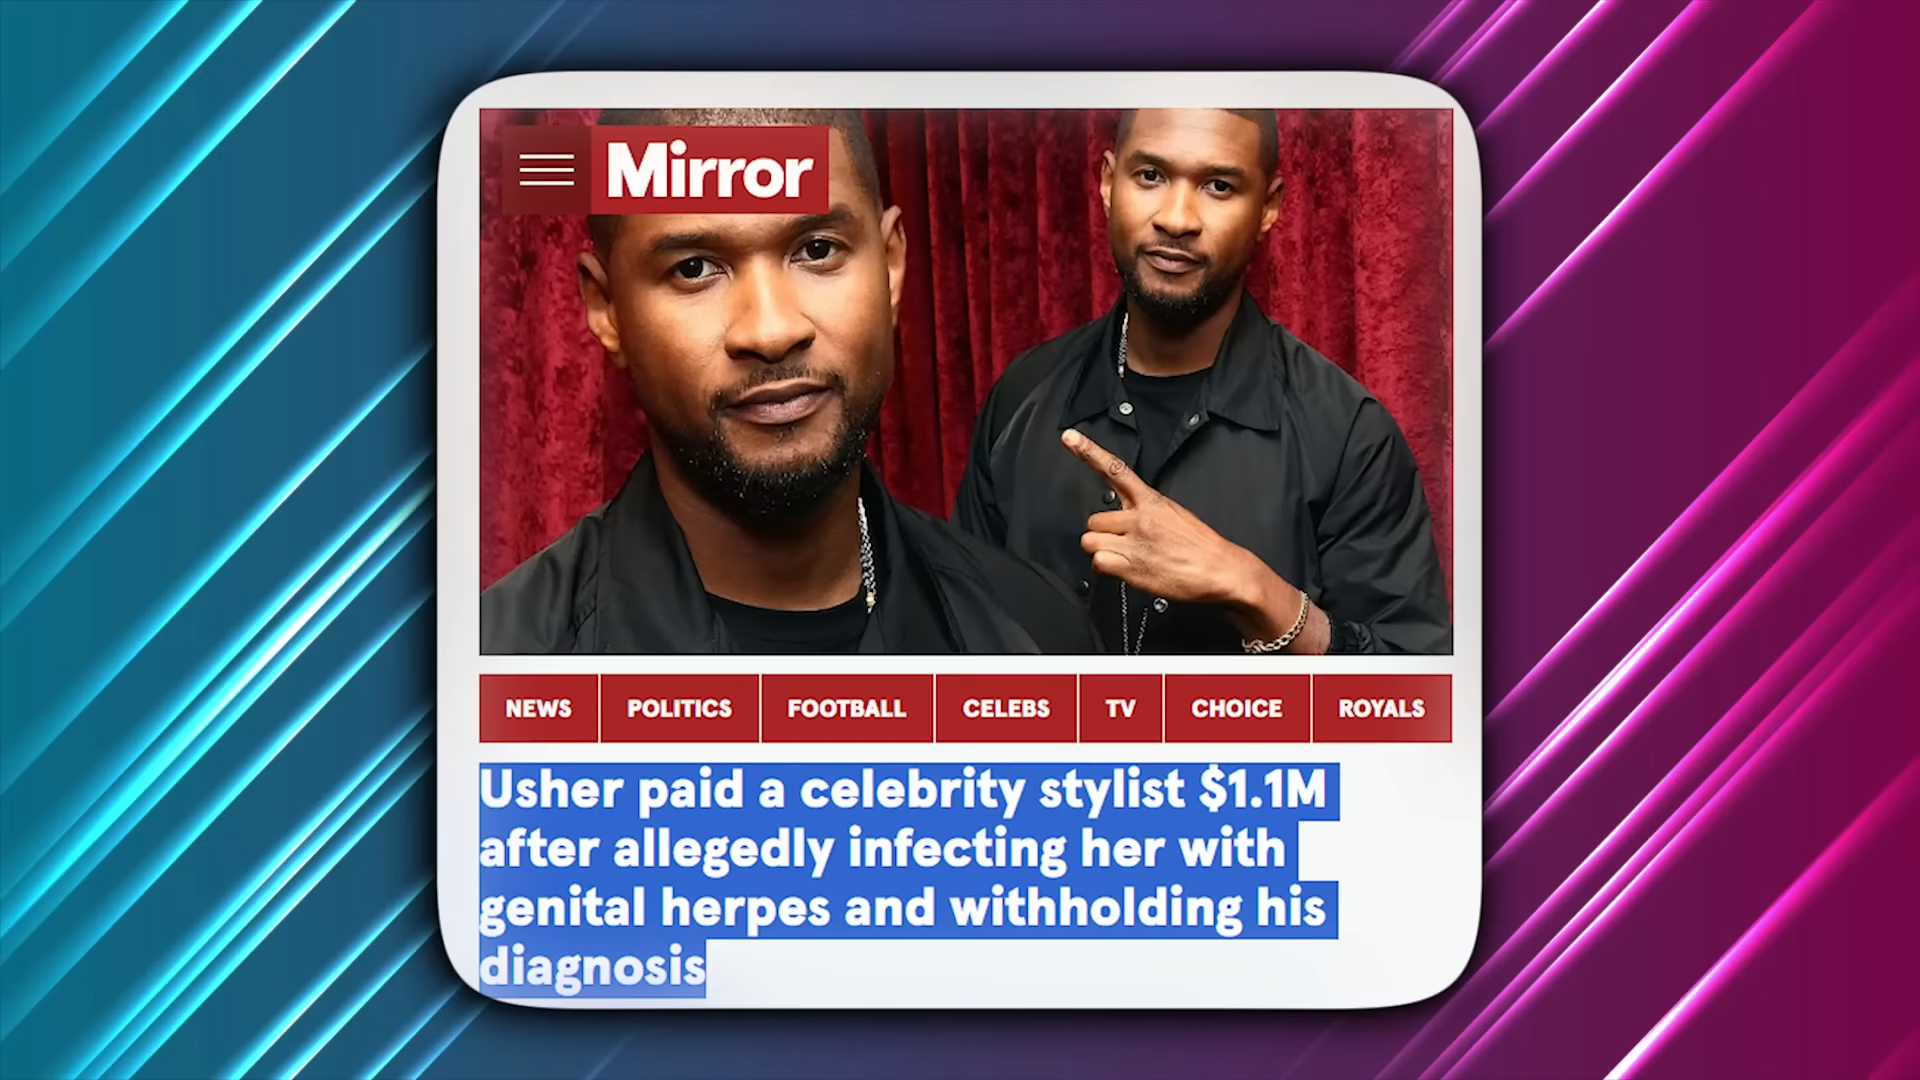 Mirror
NEWS POLITICS FOOTBALL CELEBS TV CHOICE ROYALS
Usher paid a celebrity stylist $1.1M
after allegedly infecting her with
genital herpes and withholding his
diagnosis